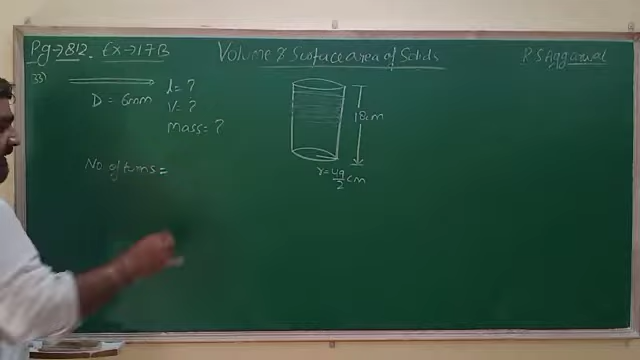 Pg→812. Ex→17B
Volume & Surface area of Solids
R S Aggarwal
33)
D = 6mm
l = ?
V = ?
Mass = ?
18cm
r = 49/2 cm
No of turns =